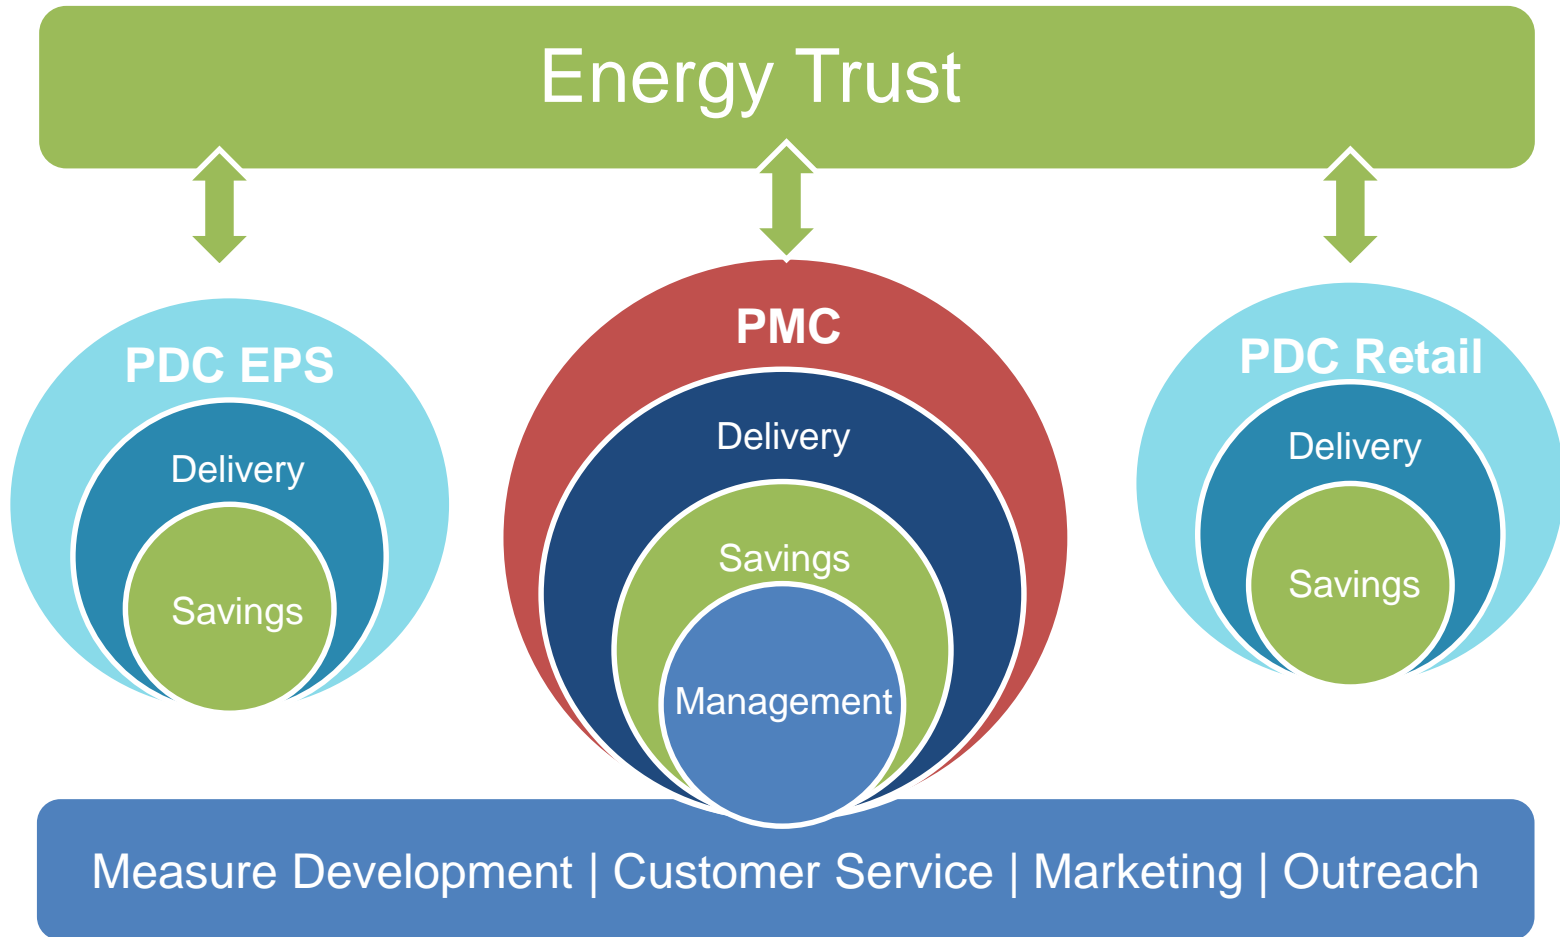 Energy Trust
PDC EPS
Delivery
Savings
PMC
Delivery
Savings
Management
PDC Retail
Delivery
Savings
Measure Development | Customer Service | Marketing | Outreach